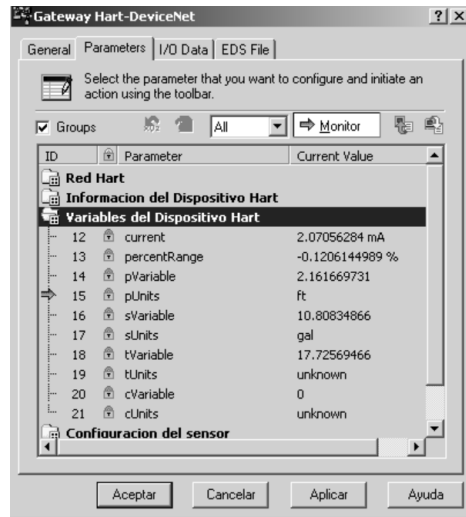 Gateway Hart-DeviceNet
General Parameters I/O Data EDS File
Select the parameter that you want to configure and initiate an
action using the toolbar.
Groups All Monitor
ID Parameter Current Value
Red Hart
Informacion del Dispositivo Hart
Variables del Dispositivo Hart
12 current 2.07056284 mA
13 percentRange -0.1206144989 %
14 pVariable 2.161669731
15 pUnits ft
16 sVariable 10.80834866
17 sUnits gal
18 tVariable 17.72569466
19 tUnits unknown
20 cVariable 0
21 cUnits unknown
Configuracion del sensor
Aceptar Cancelar Aplicar Ayuda